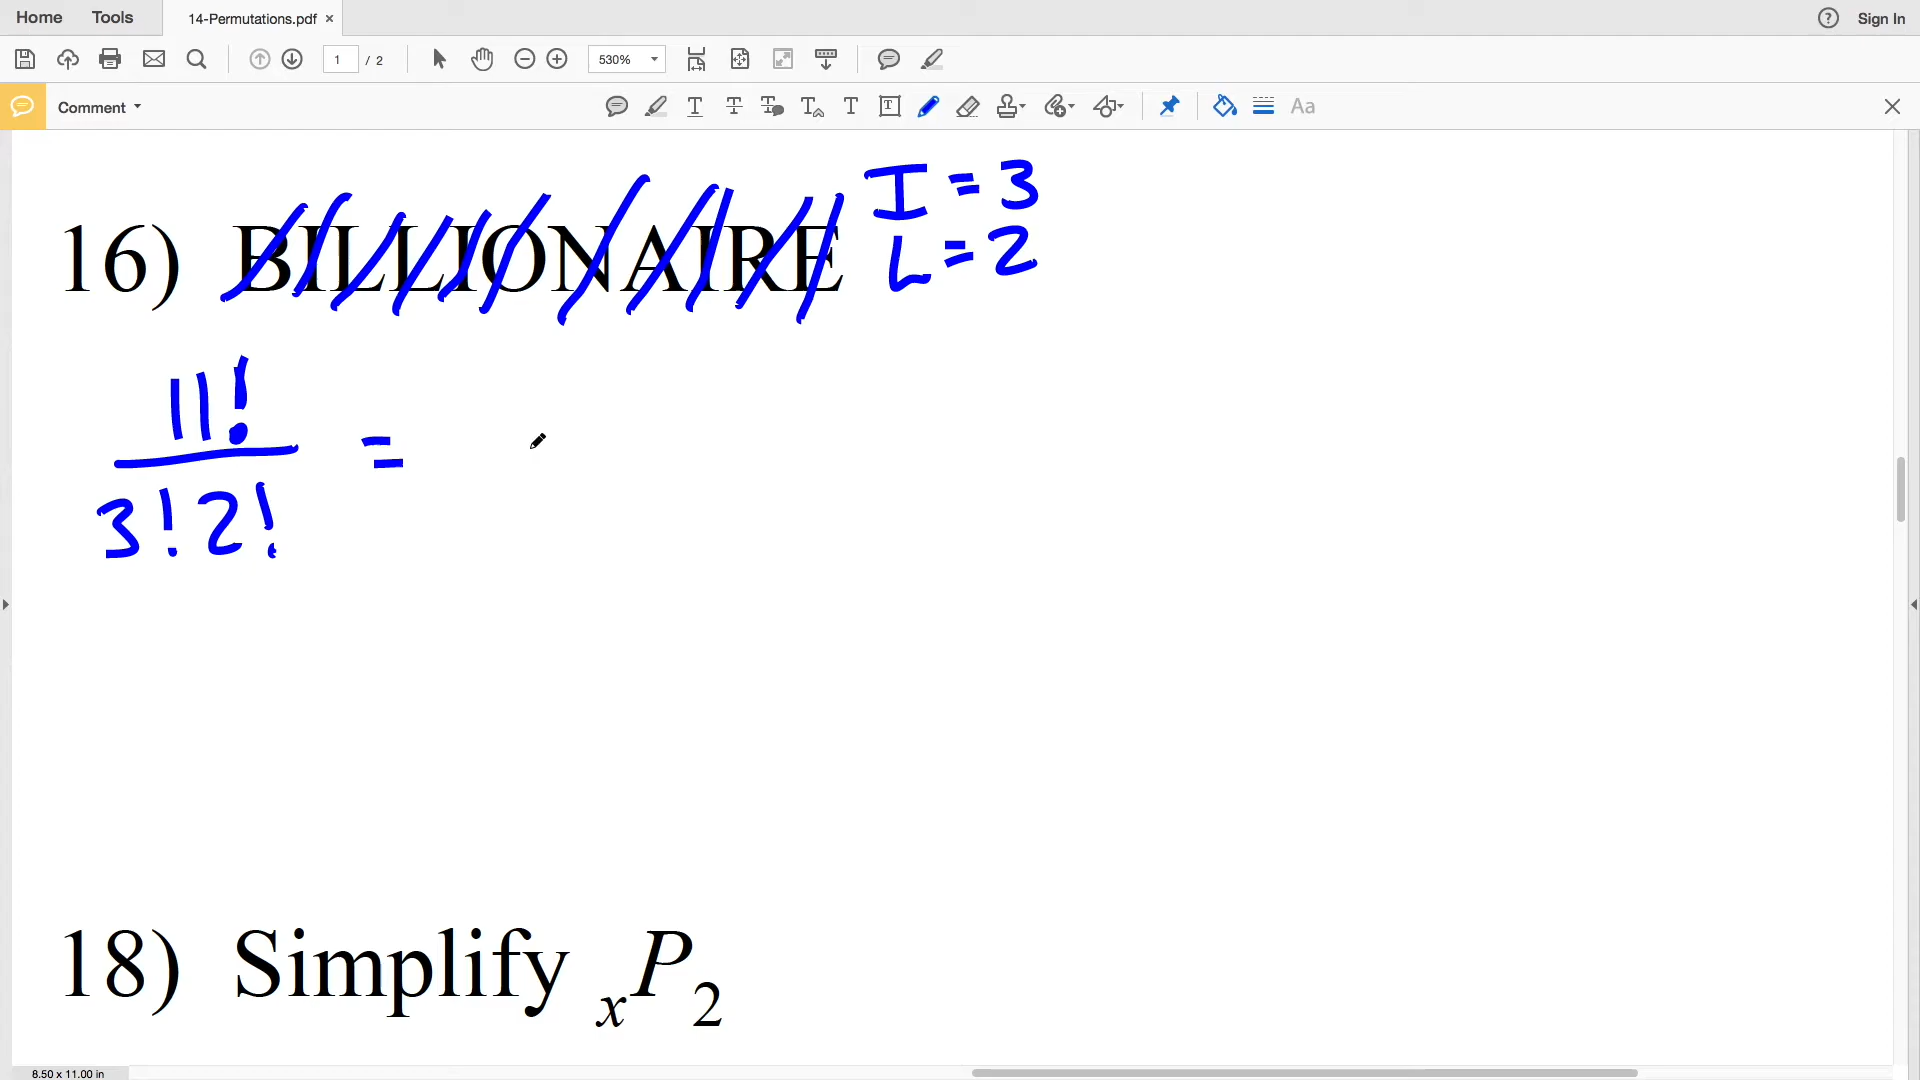 Home Tools 14-Permutations.pdf × ? Sign In
1 / 2 530%
Comment Aa
I = 3
16) BILLIONAIRE L = 2
11!
=
3!2!
18) Simplify xP2
8.50 x 11.00 in